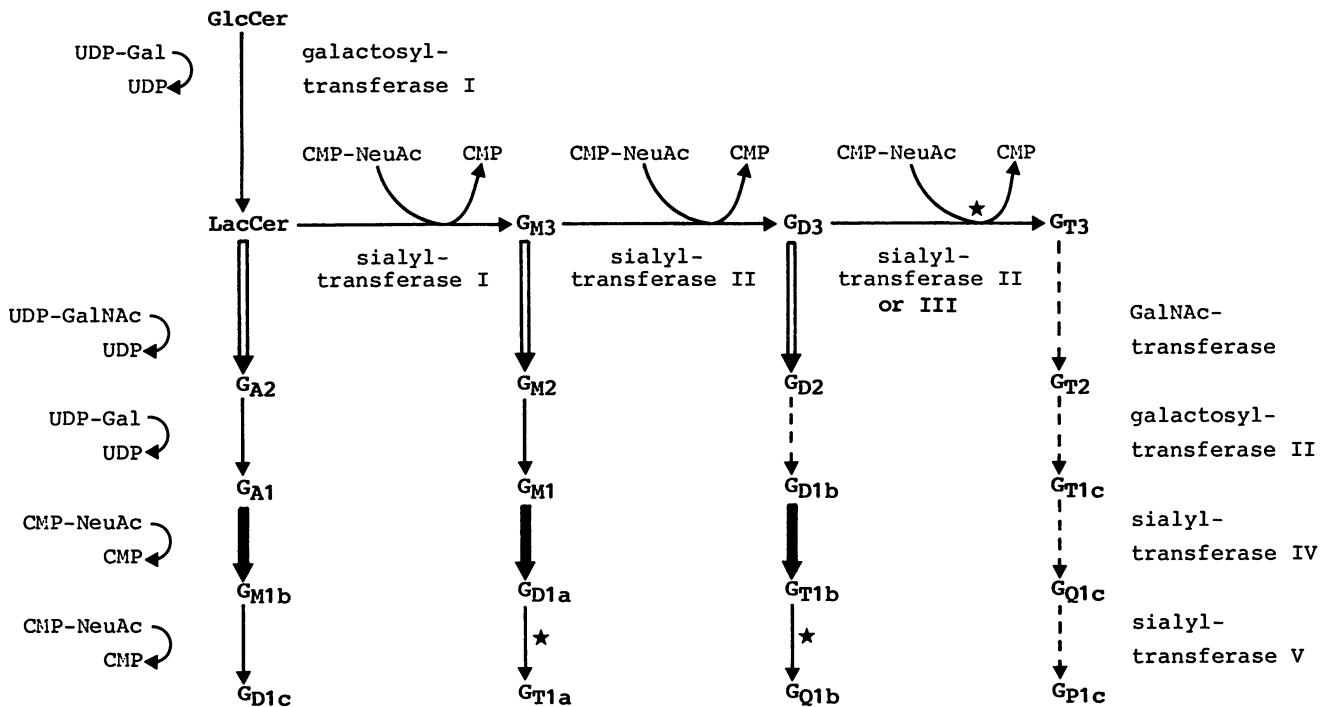 GlcCer
UDP-Gal
UDP
galactosyl-
transferase I
CMP-NeuAc CMP CMP-NeuAc CMP CMP-NeuAc CMP
★
LacCer GM3 GD3 GT3
sialyl-
transferase I
sialyl-
transferase II
sialyl-
transferase II
or III
UDP-GalNAc
UDP
GalNAc-
transferase
GA2 GM2 GD2 GT2
UDP-Gal
UDP
galactosyl-
transferase II
GA1 GM1 GD1b GT1c
CMP-NeuAc
CMP
sialyl-
transferase IV
GM1b GD1a GT1b GQ1c
CMP-NeuAc
CMP
★ ★
sialyl-
transferase V
GD1c GT1a GQ1b GP1c